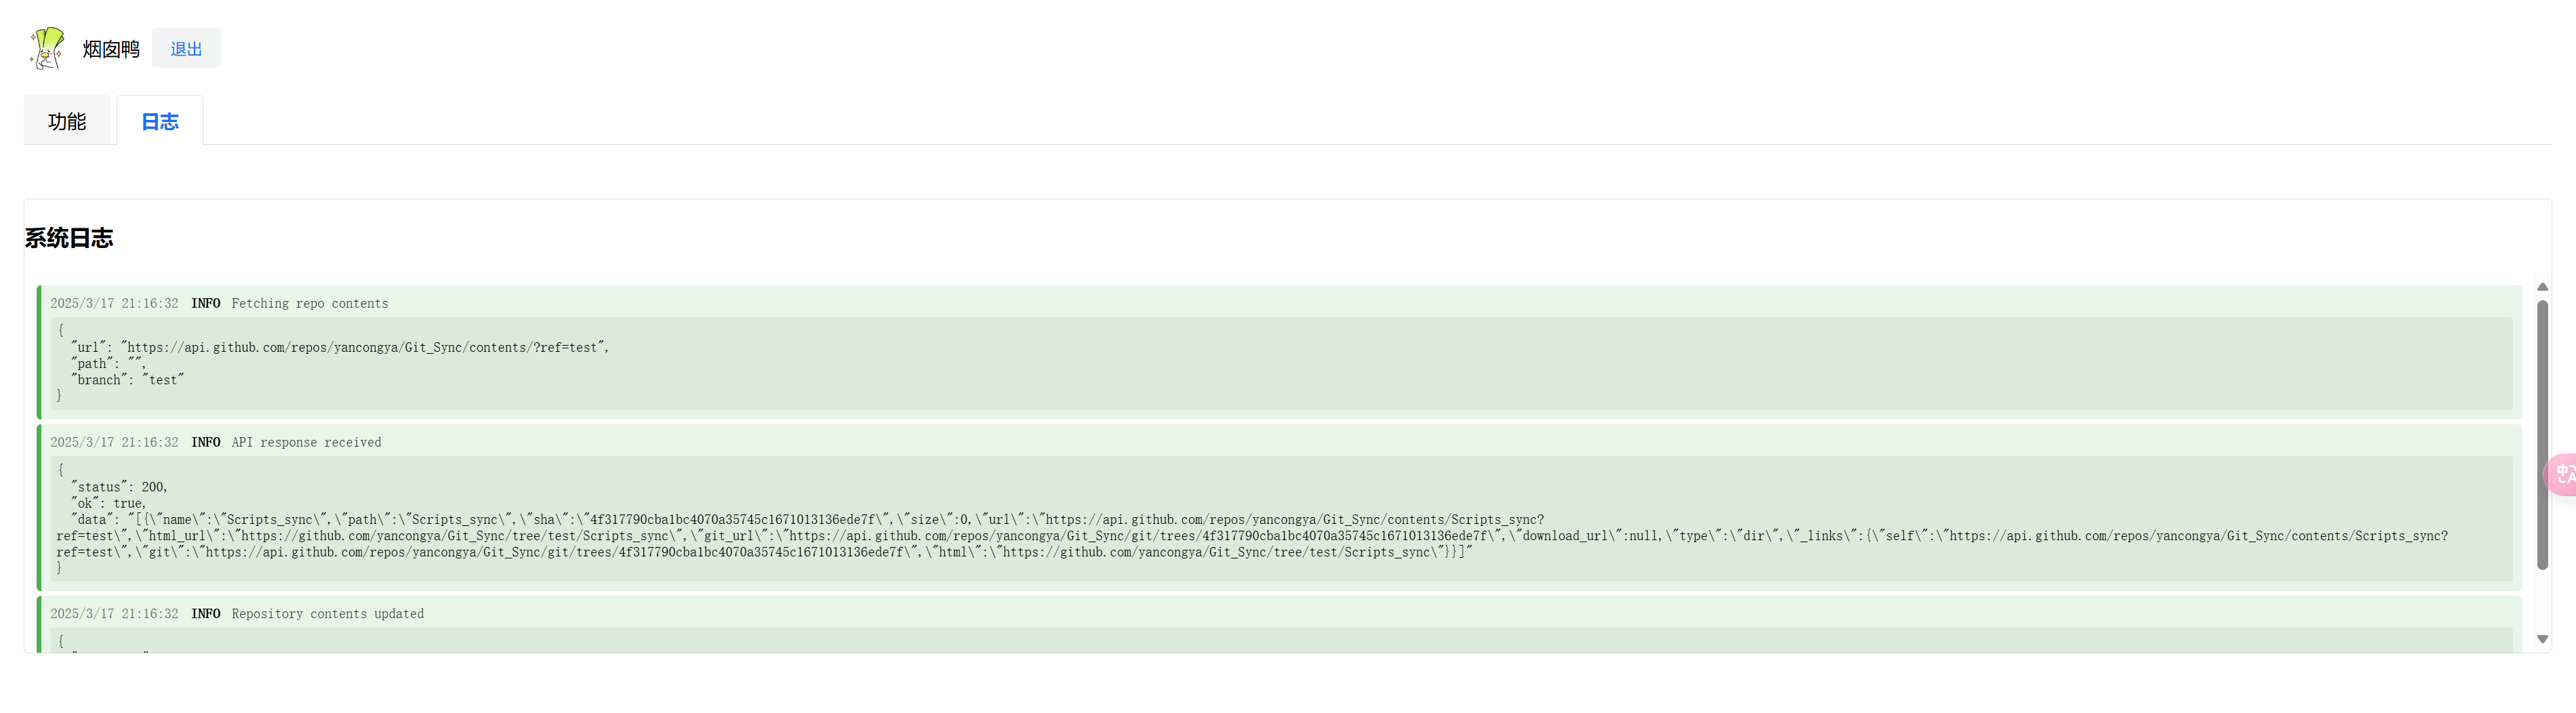 烟囱鸭 退出
功能 日志
系统日志
2025/3/17 21:16:32 INFO Fetching repo contents
{
"url": "https://api.github.com/repos/yancongya/Git_Sync/contents/?ref=test",
"path": "",
"branch": "test"
}
2025/3/17 21:16:32 INFO API response received
{
"status": 200,
"ok": true,
"data": "[{\"name\":\"Scripts_sync\",\"path\":\"Scripts_sync\",\"sha\":\"4f317790cba1bc4070a35745c1671013136ede7f\",\"size\":0,\"url\":\"https://api.github.com/repos/yancongya/Git_Sync/contents/Scripts_sync?
ref=test\",\"html_url\":\"https://github.com/yancongya/Git_Sync/tree/test/Scripts_sync\",\"git_url\":\"https://api.github.com/repos/yancongya/Git_Sync/git/trees/4f317790cba1bc4070a35745c1671013136ede7f\",\"download_url\":null,\"type\":\"dir\",\"_links\":{\"self\":\"https://api.github.com/repos/yancongya/Git_Sync/contents/Scripts_sync?
ref=test\",\"git\":\"https://api.github.com/repos/yancongya/Git_Sync/git/trees/4f317790cba1bc4070a35745c1671013136ede7f\",\"html\":\"https://github.com/yancongya/Git_Sync/tree/test/Scripts_sync\"}}]"
}
2025/3/17 21:16:32 INFO Repository contents updated
{